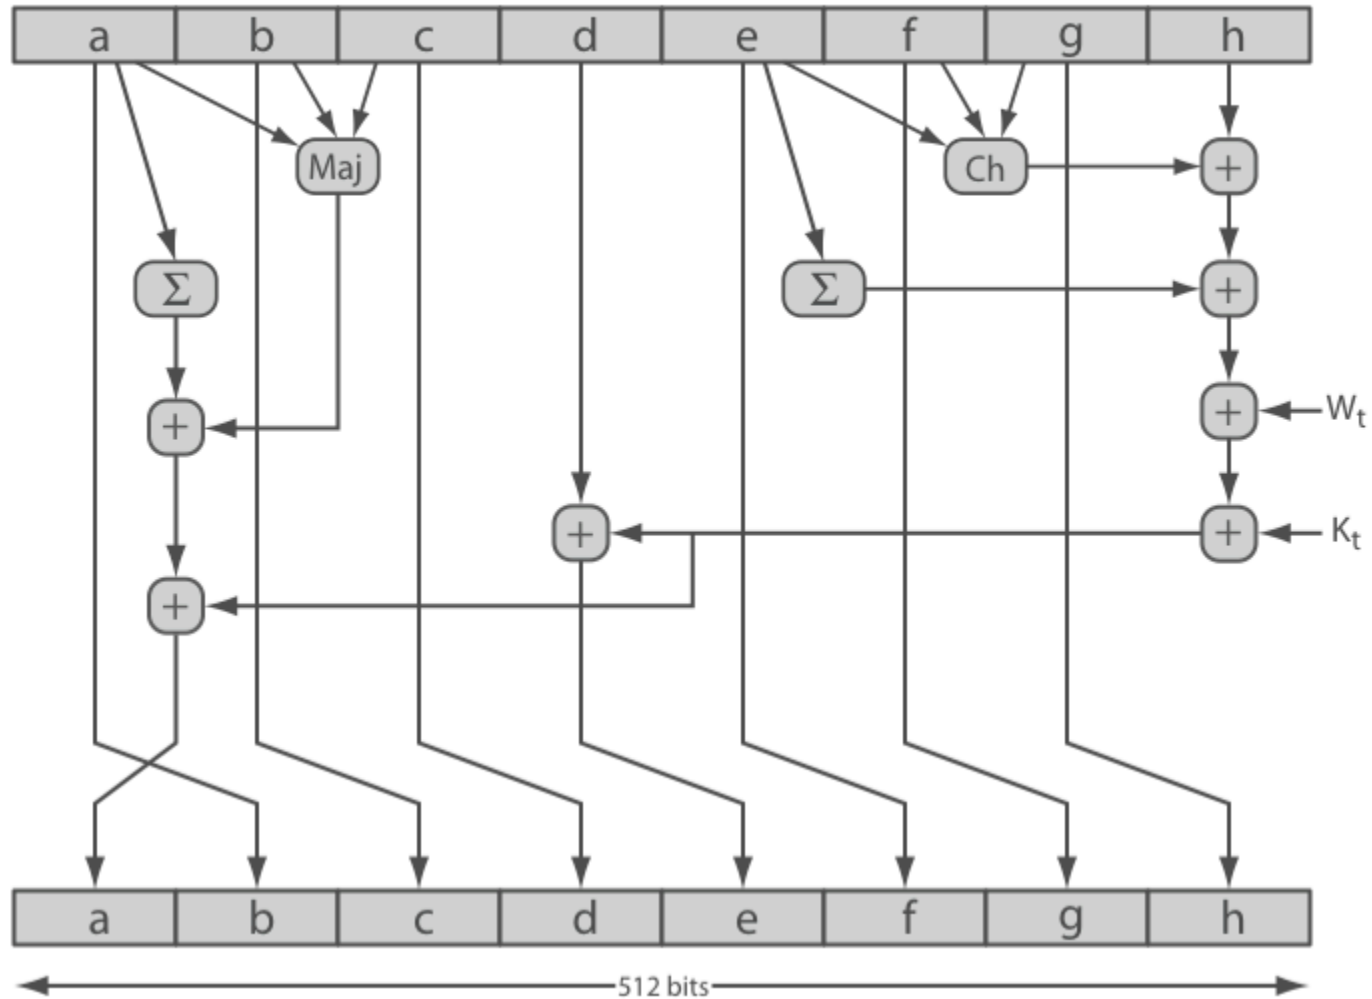 a b c d e f g h
Maj Ch +
Σ Σ +
+ + Wt
+ + Kt
+
a b c d e f g h
512 bits